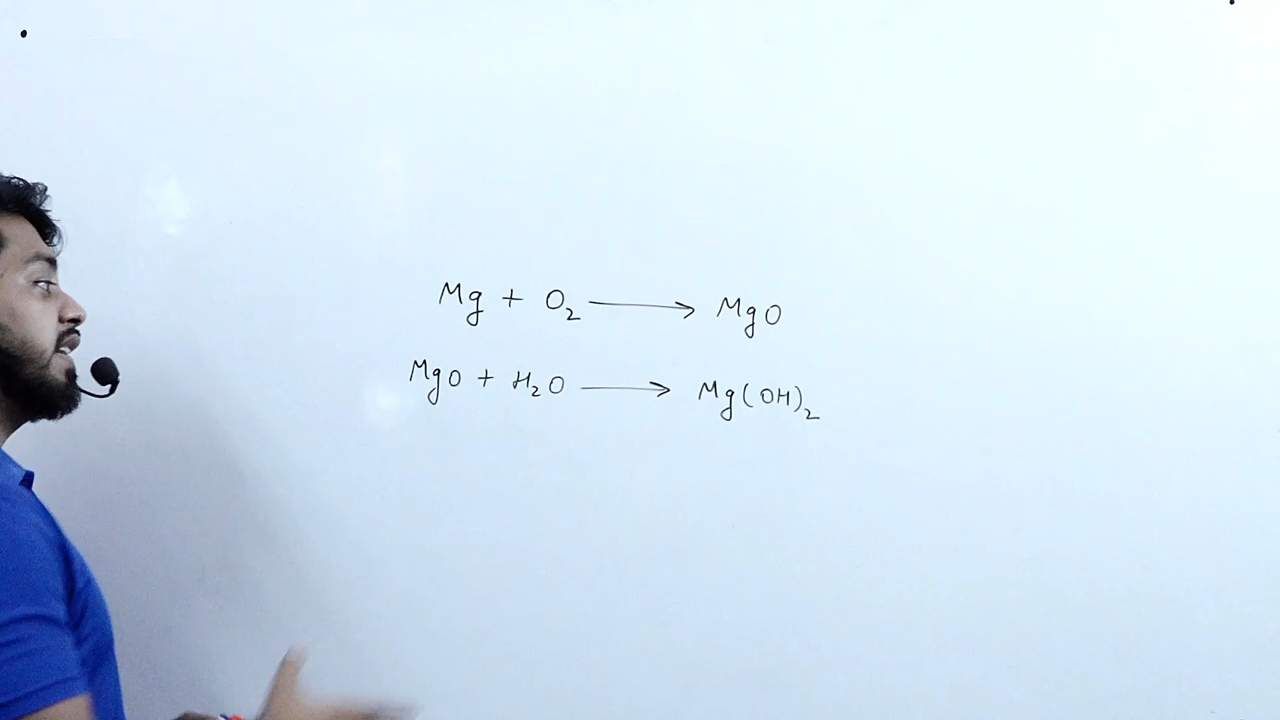 Mg + O₂ ⟶ MgO
MgO + H₂O ⟶ Mg(OH)₂